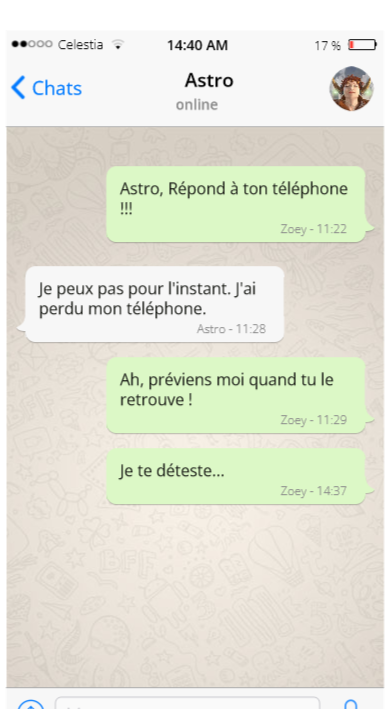 Celestia 14:40 AM 17 %
Chats
Astro
online
Astro, Répond à ton téléphone
!!!
Zoey - 11:22
Je peux pas pour l'instant. J'ai
perdu mon téléphone.
Astro - 11:28
Ah, préviens moi quand tu le
retrouve !
Zoey - 11:29
Je te déteste...
Zoey - 14:37
BFF